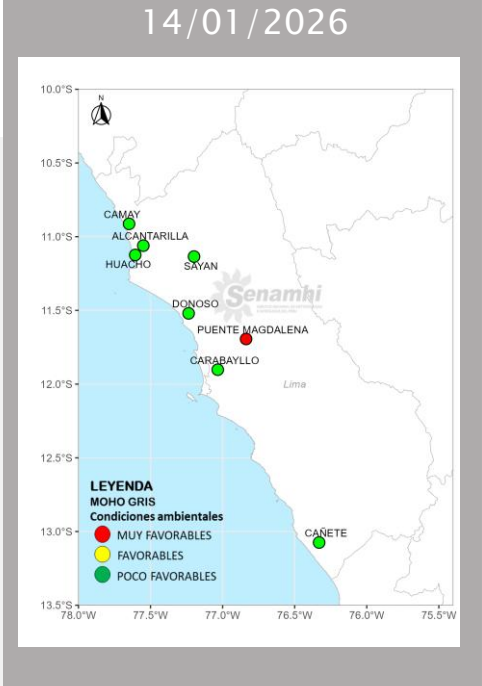 14/01/2026
10.0°S
N
10.5°S
CAMAY
11.0°S
ALCANTARILLA
HUACHO
SAYAN
Senamhi
11.5°S
DONOSO
PUENTE MAGDALENA
CARABAYLLO
12.0°S
Lima
12.5°S
LEYENDA
MOHO GRIS
Condiciones ambientales
MUY FAVORABLES
FAVORABLES
POCO FAVORABLES
13.0°S
CAÑETE
13.5°S
78.0°W 77.5°W 77.0°W 76.5°W 76.0°W 75.5°W